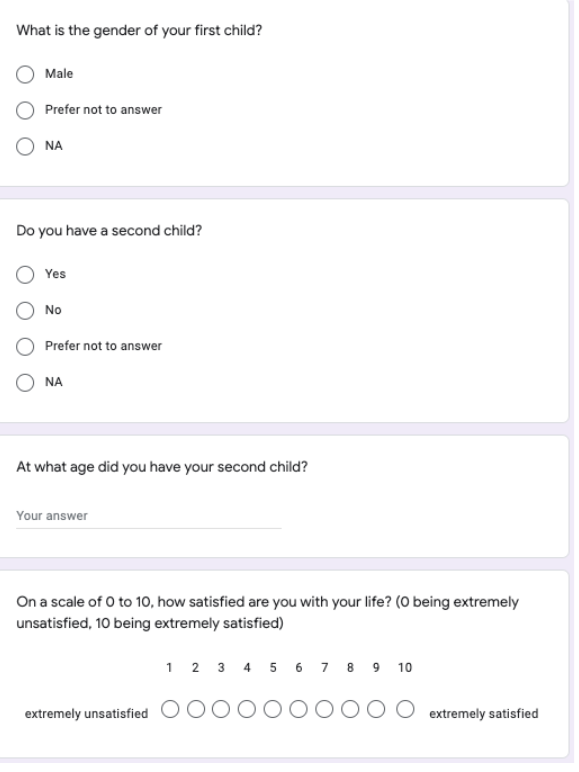 What is the gender of your first child?
Male
Prefer not to answer
NA
Do you have a second child?
Yes
No
Prefer not to answer
NA
At what age did you have your second child?
Your answer
On a scale of 0 to 10, how satisfied are you with your life? (0 being extremely
unsatisfied, 10 being extremely satisfied)
1 2 3 4 5 6 7 8 9 10
extremely unsatisfied extremely satisfied